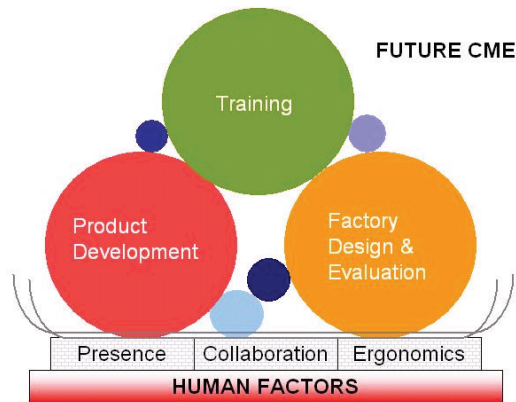 FUTURE CME
Training
Product
Development
Factory
Design &
Evaluation
Presence
Collaboration
Ergonomics
HUMAN FACTORS